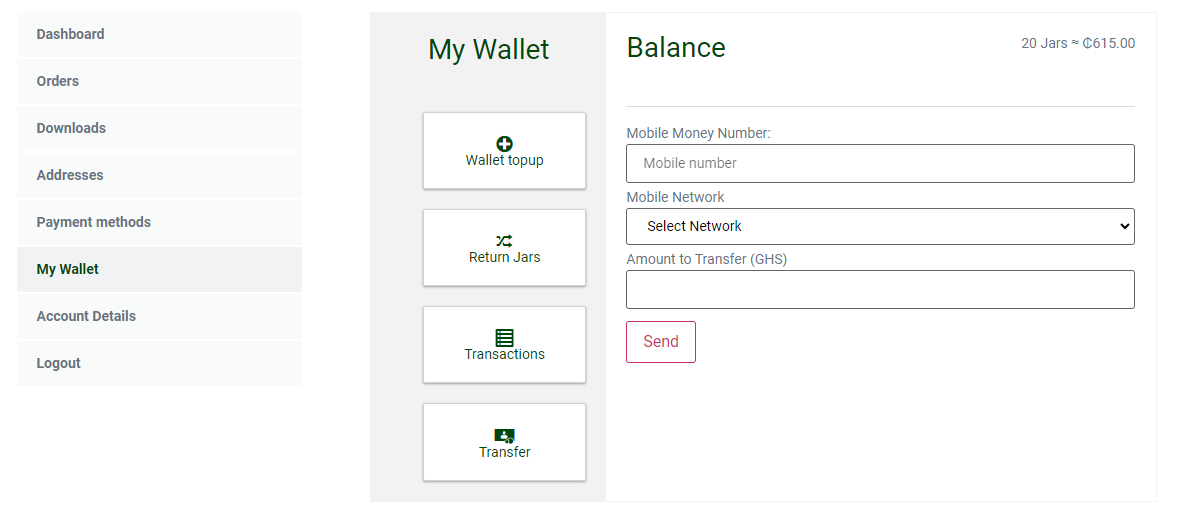 Dashboard
Orders
Downloads
Addresses
Payment methods
My Wallet
Account Details
Logout
My Wallet
Wallet topup
Return Jars
Transactions
Transfer
Balance
20 Jars ≈ ₵615.00
Mobile Money Number:
Mobile number
Mobile Network
Select Network
Amount to Transfer (GHS)
Send